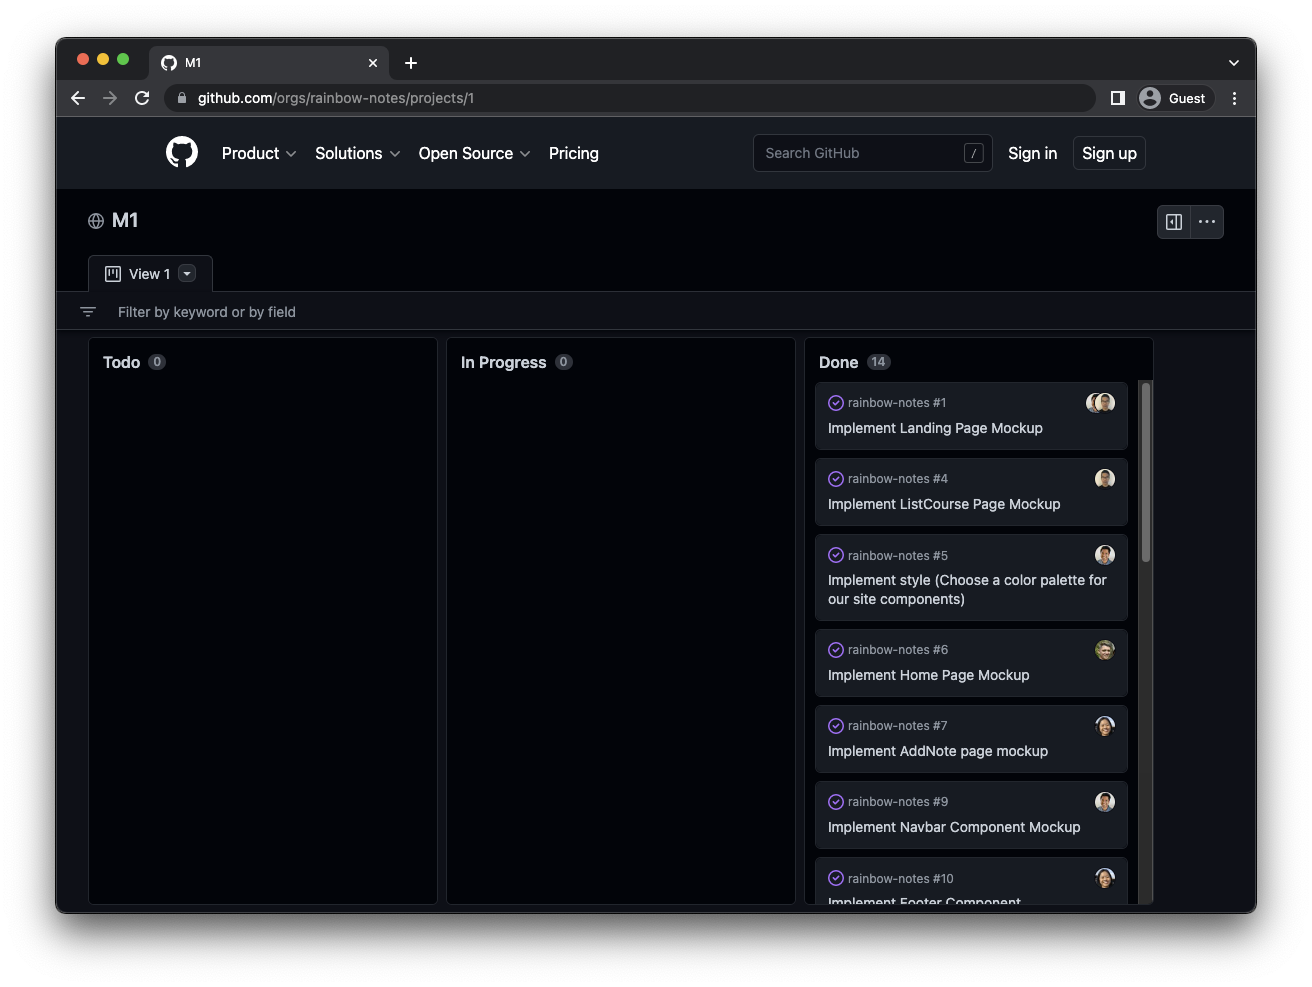 M1
github.com/orgs/rainbow-notes/projects/1
Guest
Product
Solutions
Open Source
Pricing
Search GitHub
/
Sign in
Sign up
M1
View 1
Filter by keyword or by field
Todo 0
In Progress 0
Done 14
rainbow-notes #1
Implement Landing Page Mockup
rainbow-notes #4
Implement ListCourse Page Mockup
rainbow-notes #5
Implement style (Choose a color palette for
our site components)
rainbow-notes #6
Implement Home Page Mockup
rainbow-notes #7
Implement AddNote page mockup
rainbow-notes #9
Implement Navbar Component Mockup
rainbow-notes #10
Implement Footer Component